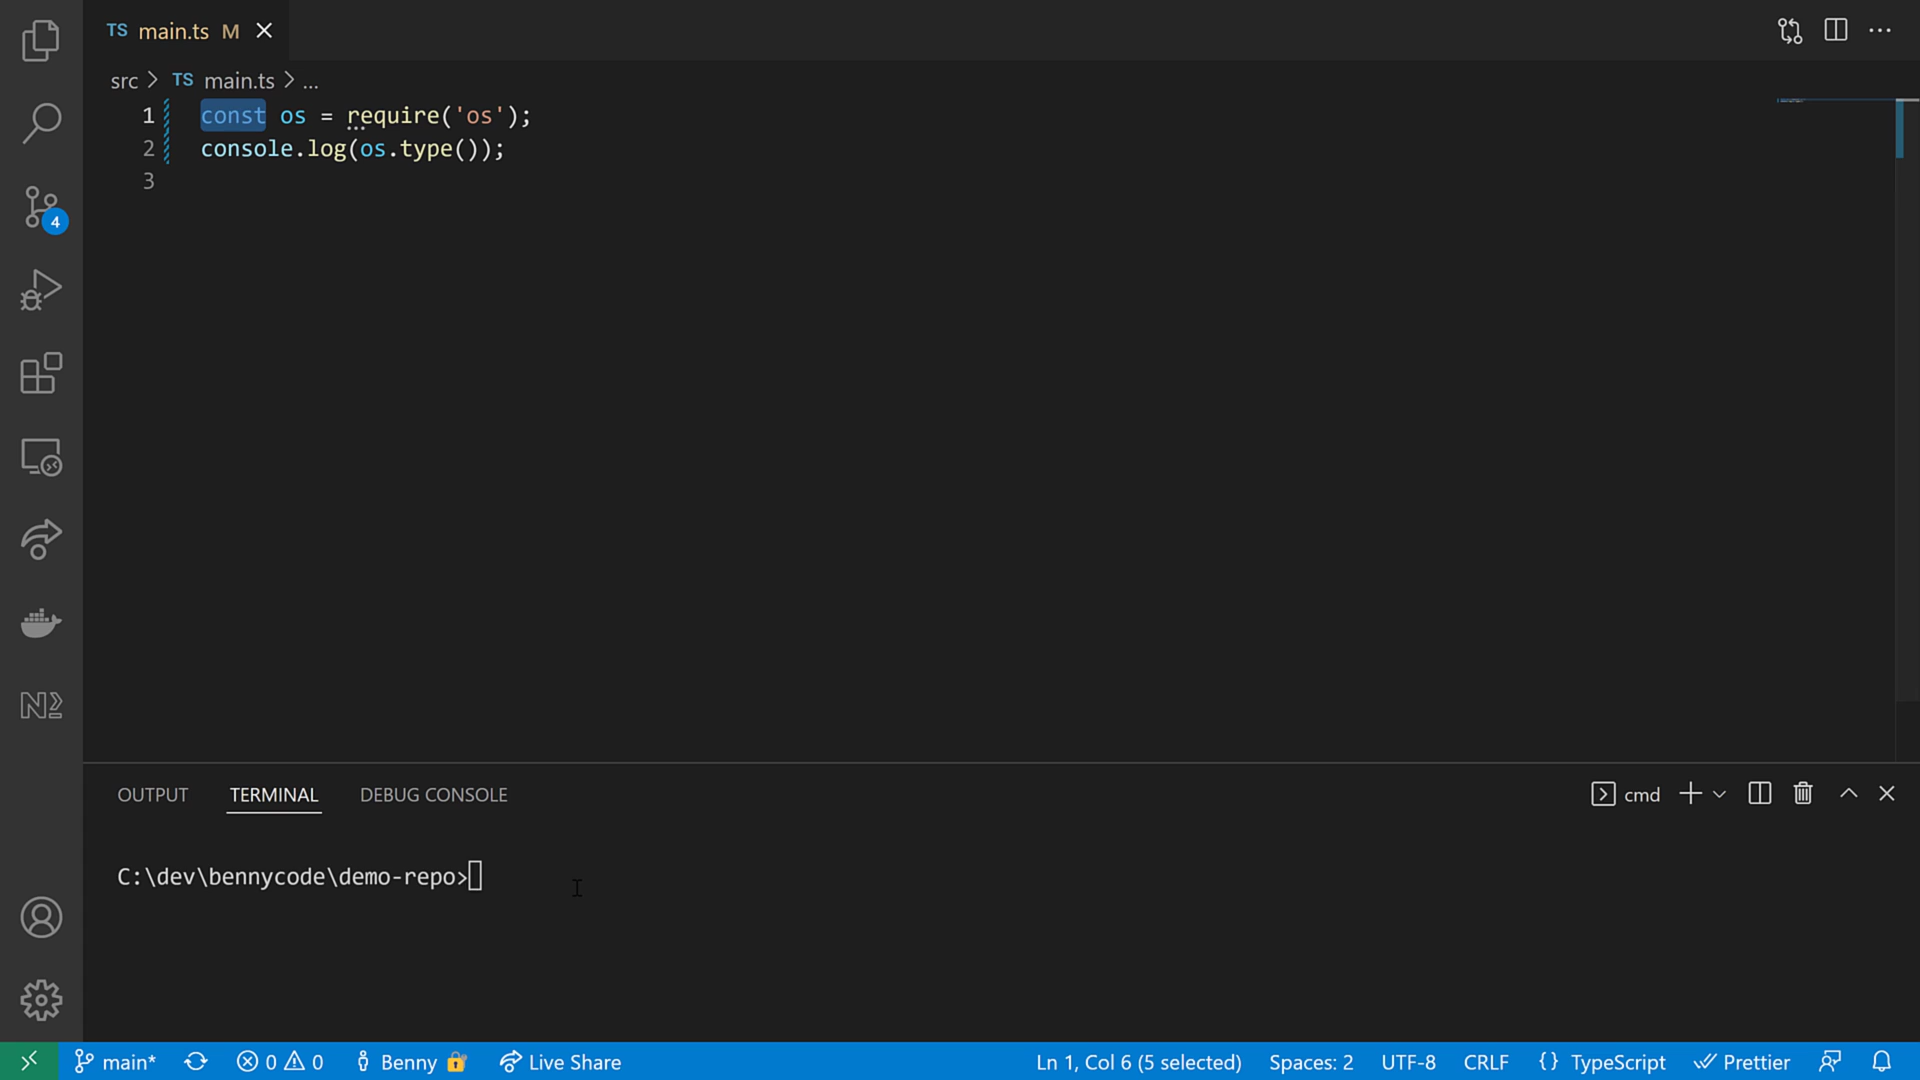 TS main.ts M
src > TS main.ts > ...
1 const os = require('os');
2 console.log(os.type());
3
4
OUTPUT TERMINAL DEBUG CONSOLE
cmd
C:\dev\bennycode\demo-repo>
main* 0 0 Benny Live Share Ln 1, Col 6 (5 selected) Spaces: 2 UTF-8 CRLF {} TypeScript Prettier